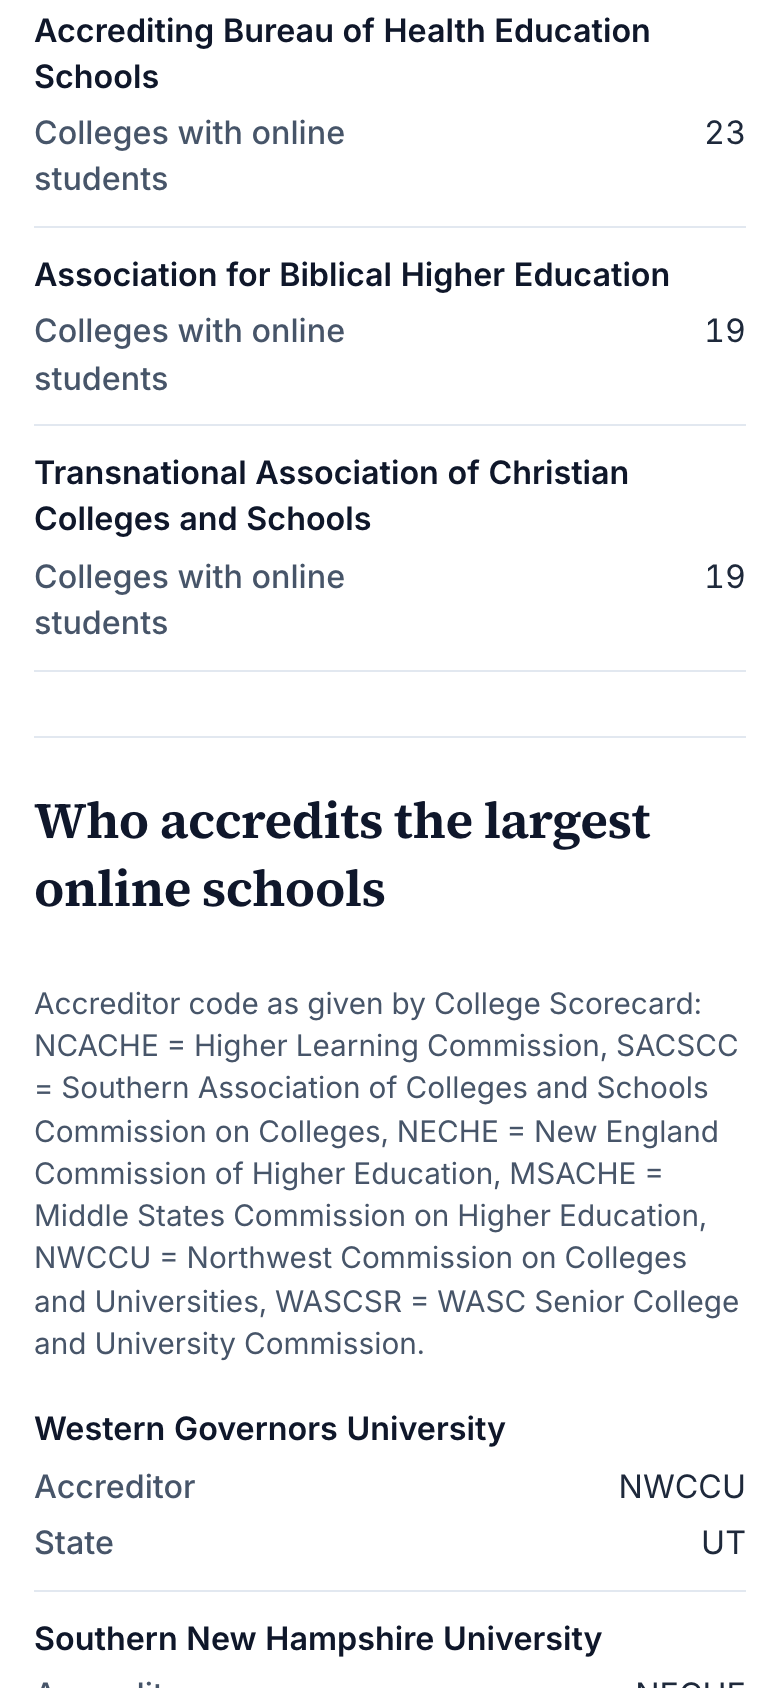 Accrediting Bureau of Health Education
Schools
Colleges with online
students
23
Association for Biblical Higher Education
Colleges with online
students
19
Transnational Association of Christian
Colleges and Schools
Colleges with online
students
19
Who accredits the largest
online schools
Accreditor code as given by College Scorecard:
NCACHE = Higher Learning Commission, SACSCC
= Southern Association of Colleges and Schools
Commission on Colleges, NECHE = New England
Commission of Higher Education, MSACHE =
Middle States Commission on Higher Education,
NWCCU = Northwest Commission on Colleges
and Universities, WASCSR = WASC Senior College
and University Commission.
Western Governors University
Accreditor NWCCU
State UT
Southern New Hampshire University